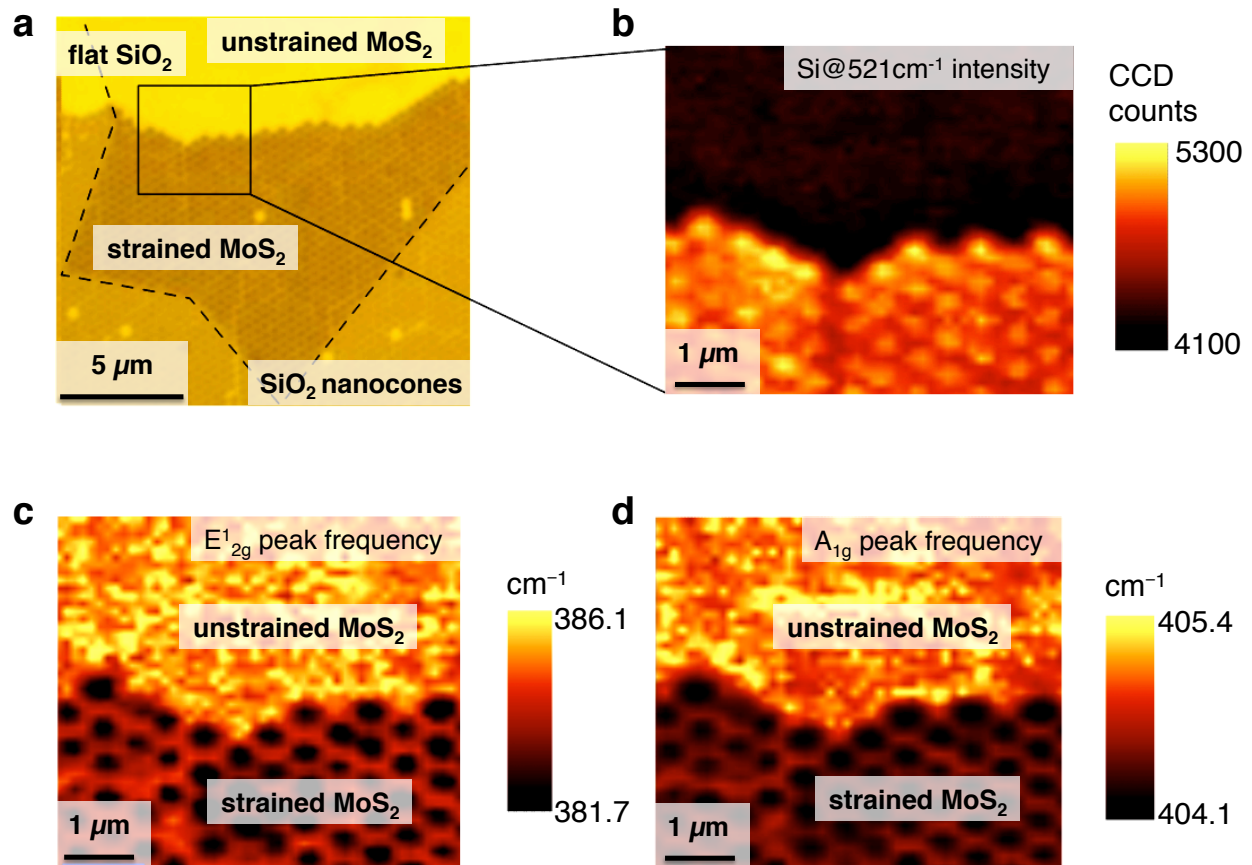 a
flat SiO₂
unstrained MoS₂
strained MoS₂
5 µm
SiO₂ nanocones
b
Si@521cm⁻¹ intensity
1 µm
CCD
counts
5300
4100
c
E¹₂g peak frequency
unstrained MoS₂
strained MoS₂
1 µm
cm⁻¹
386.1
381.7
d
A₁g peak frequency
unstrained MoS₂
strained MoS₂
1 µm
cm⁻¹
405.4
404.1